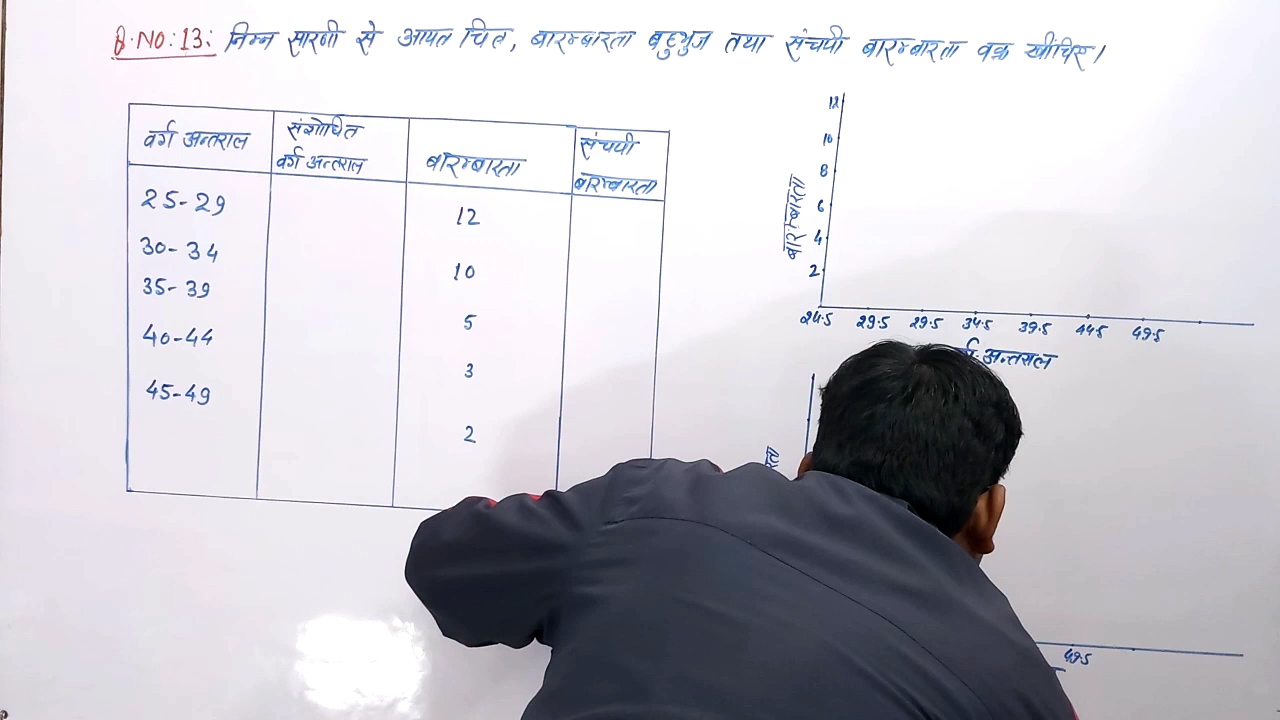 Q.NO:13: निम्न सारणी से आयत चित्र, बारम्बारता बहुभुज तथा संचयी बारम्बारता वक्र खींचिए।
वर्ग अन्तराल संशोधित वर्ग अन्तराल बारम्बारता संचयी बारम्बारता
25-29 12
30-34 10
35-39 5
40-44 3
45-49 2
12
10
8
6
4
2
बारम्बारता
24.5 29.5 29.5 34.5 39.5 44.5 49.5
अन्तराल
49.5